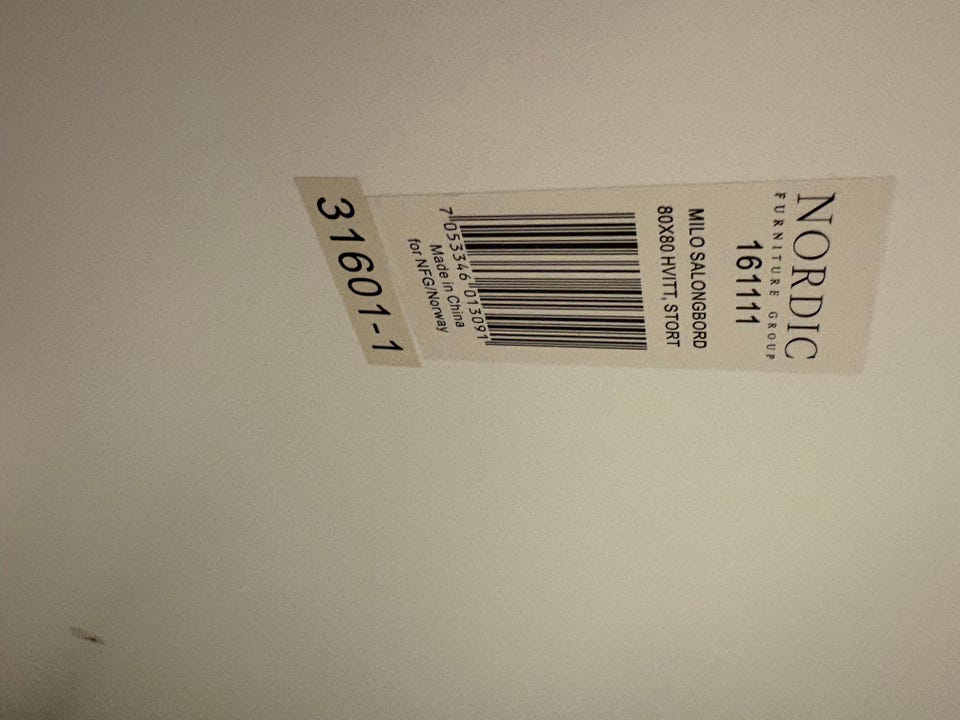 NORDIC
FURNITURE GROUP
161111
MILO SALONGBORD
80X80 HVITT, STORT
7 053346 013091
Made in China
for NFG/Norway
31601-1